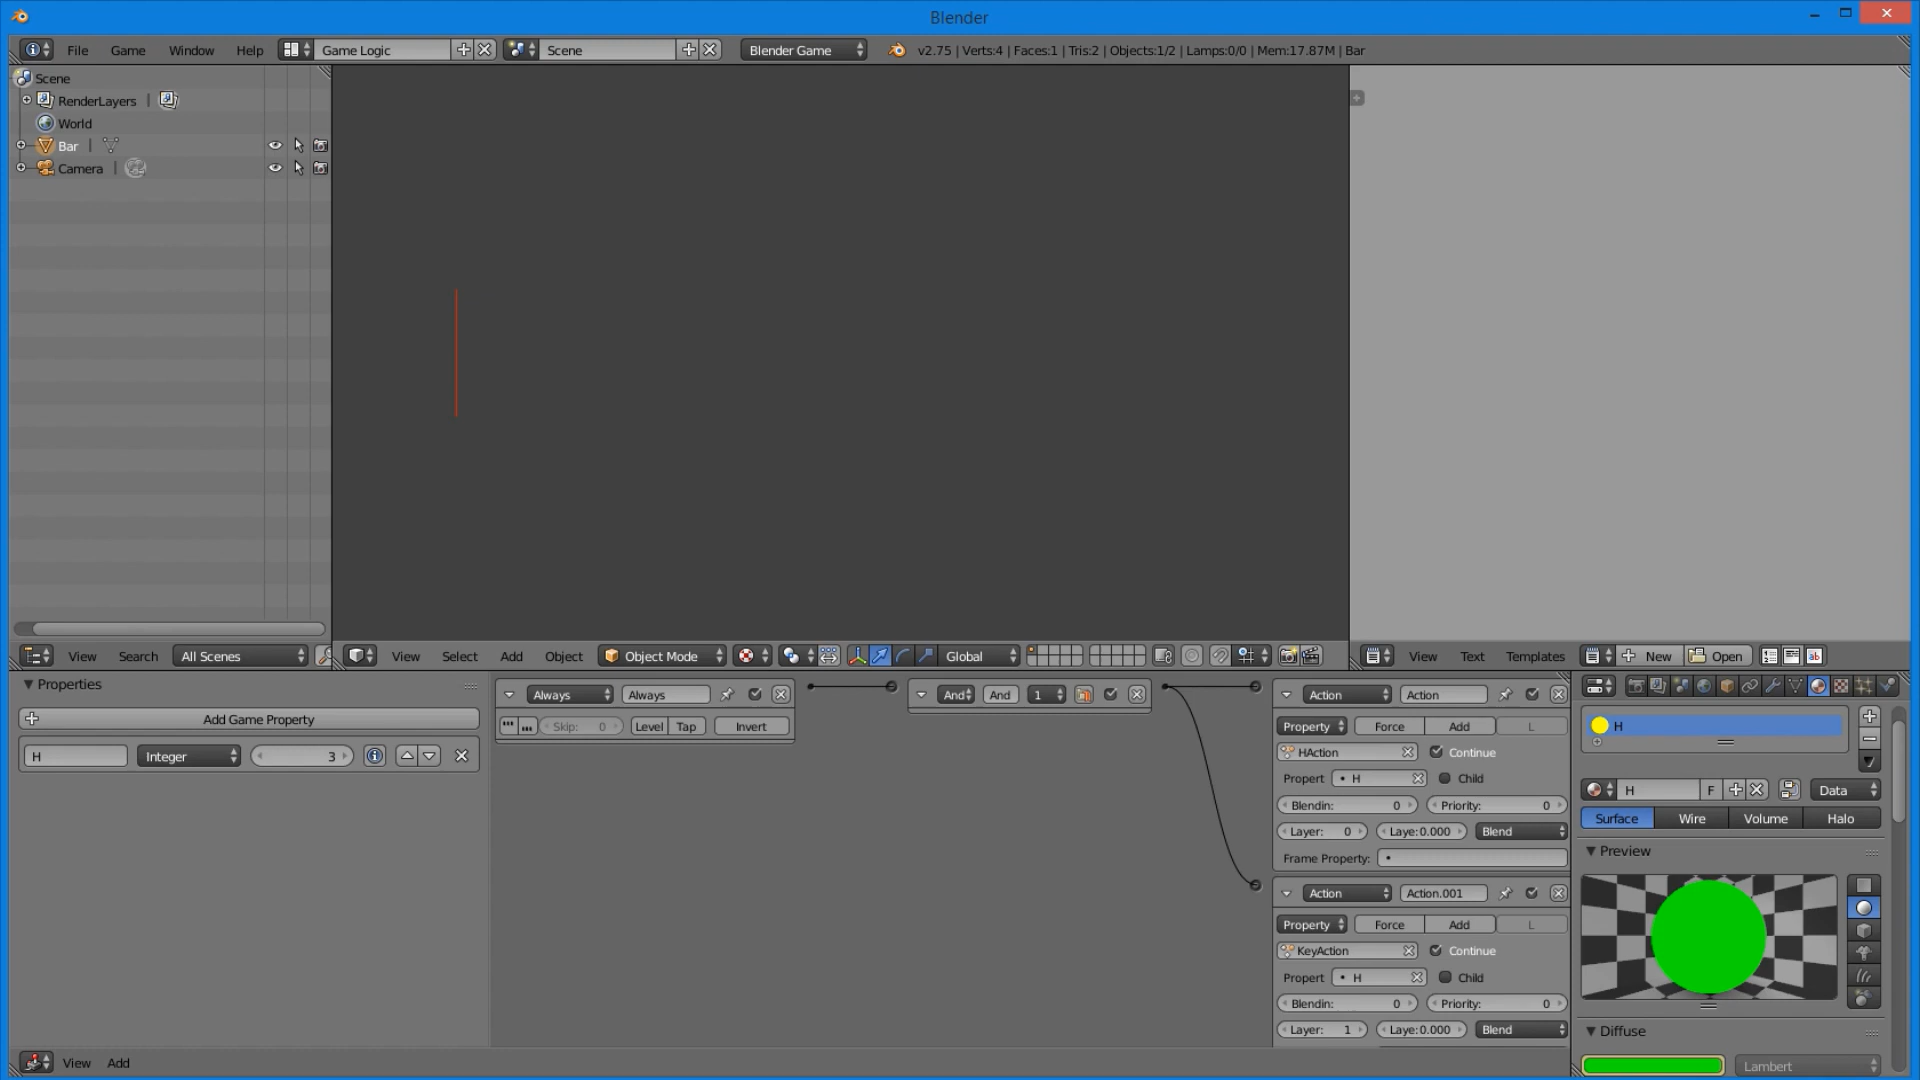 Blender
File Game Window Help Game Logic Scene Blender Game v2.75 | Verts:4 | Faces:1 | Tris:2 | Objects:1/2 | Lamps:0/0 | Mem:17.87M | Bar
Scene
RenderLayers
World
Bar
Camera
View Search All Scenes
View Select Add Object Object Mode Global
View Text Templates New Open
Properties
Add Game Property
H Integer 3
Always Always
Skip: 0 Level Tap Invert
And And 1
Action Action
Property Force Add L
HAction Continue
Propert H Child
Blendin: 0 Priority: 0
Layer: 0 Laye: 0.000 Blend
Frame Property:
Action Action.001
Property Force Add L
KeyAction Continue
Propert H Child
Blendin: 0 Priority: 0
Layer: 1 Laye: 0.000 Blend
H
H F Data
Surface Wire Volume Halo
Preview
Diffuse
Lambert
View Add